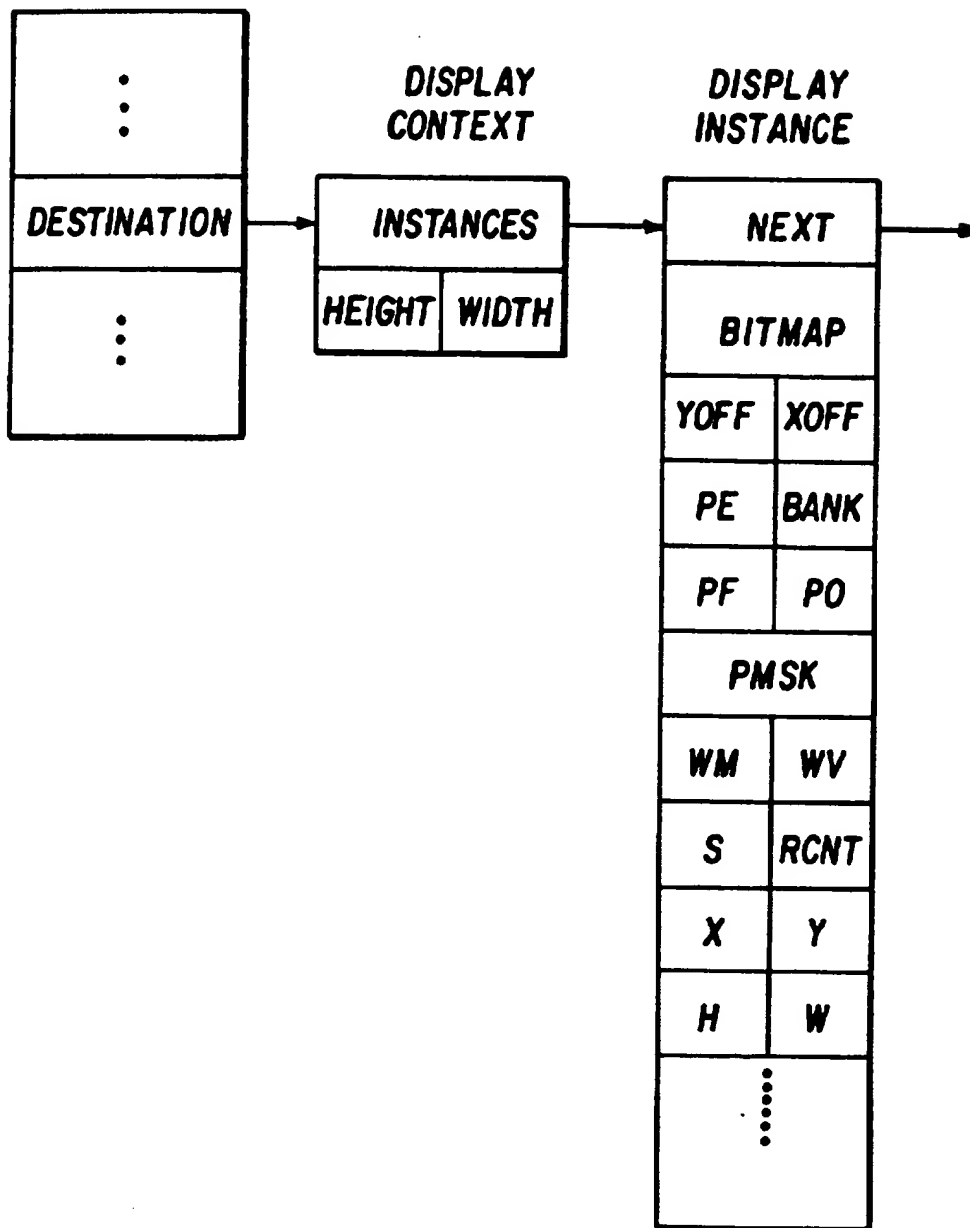 DISPLAY
CONTEXT
DISPLAY
INSTANCE
DESTINATION
INSTANCES
HEIGHT WIDTH
NEXT
BITMAP
YOFF XOFF
PE BANK
PF PO
PMSK
WM WV
S RCNT
X Y
H W